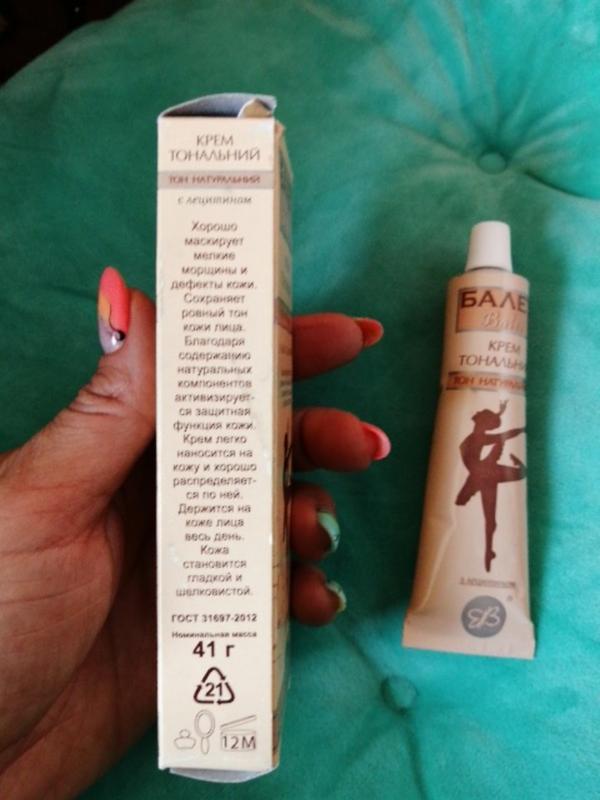 КРЕМ
ТОНАЛЬНИЙ
ТОН НАТУРАЛЬНИЙ
с лецитином
Хорошо
маскирует
мелкие
морщины и
дефекты кожи.
Сохраняет
ровный тон
кожи лица.
Благодаря
содержанию
натуральных
компонентов
активизирует-
ся защитная
функция кожи.
Крем легко
наносится на
кожу и хорошо
распределяет-
ся по ней.
Держится на
коже лица
весь день.
Кожа
становится
гладкой и
шелковистой.
ГОСТ 31697-2012
Номинальная масса
41 г
21
12M
БАЛЕ
КРЕМ
ТОНАЛЬНИ
ТОН НАТУРАЛЬ